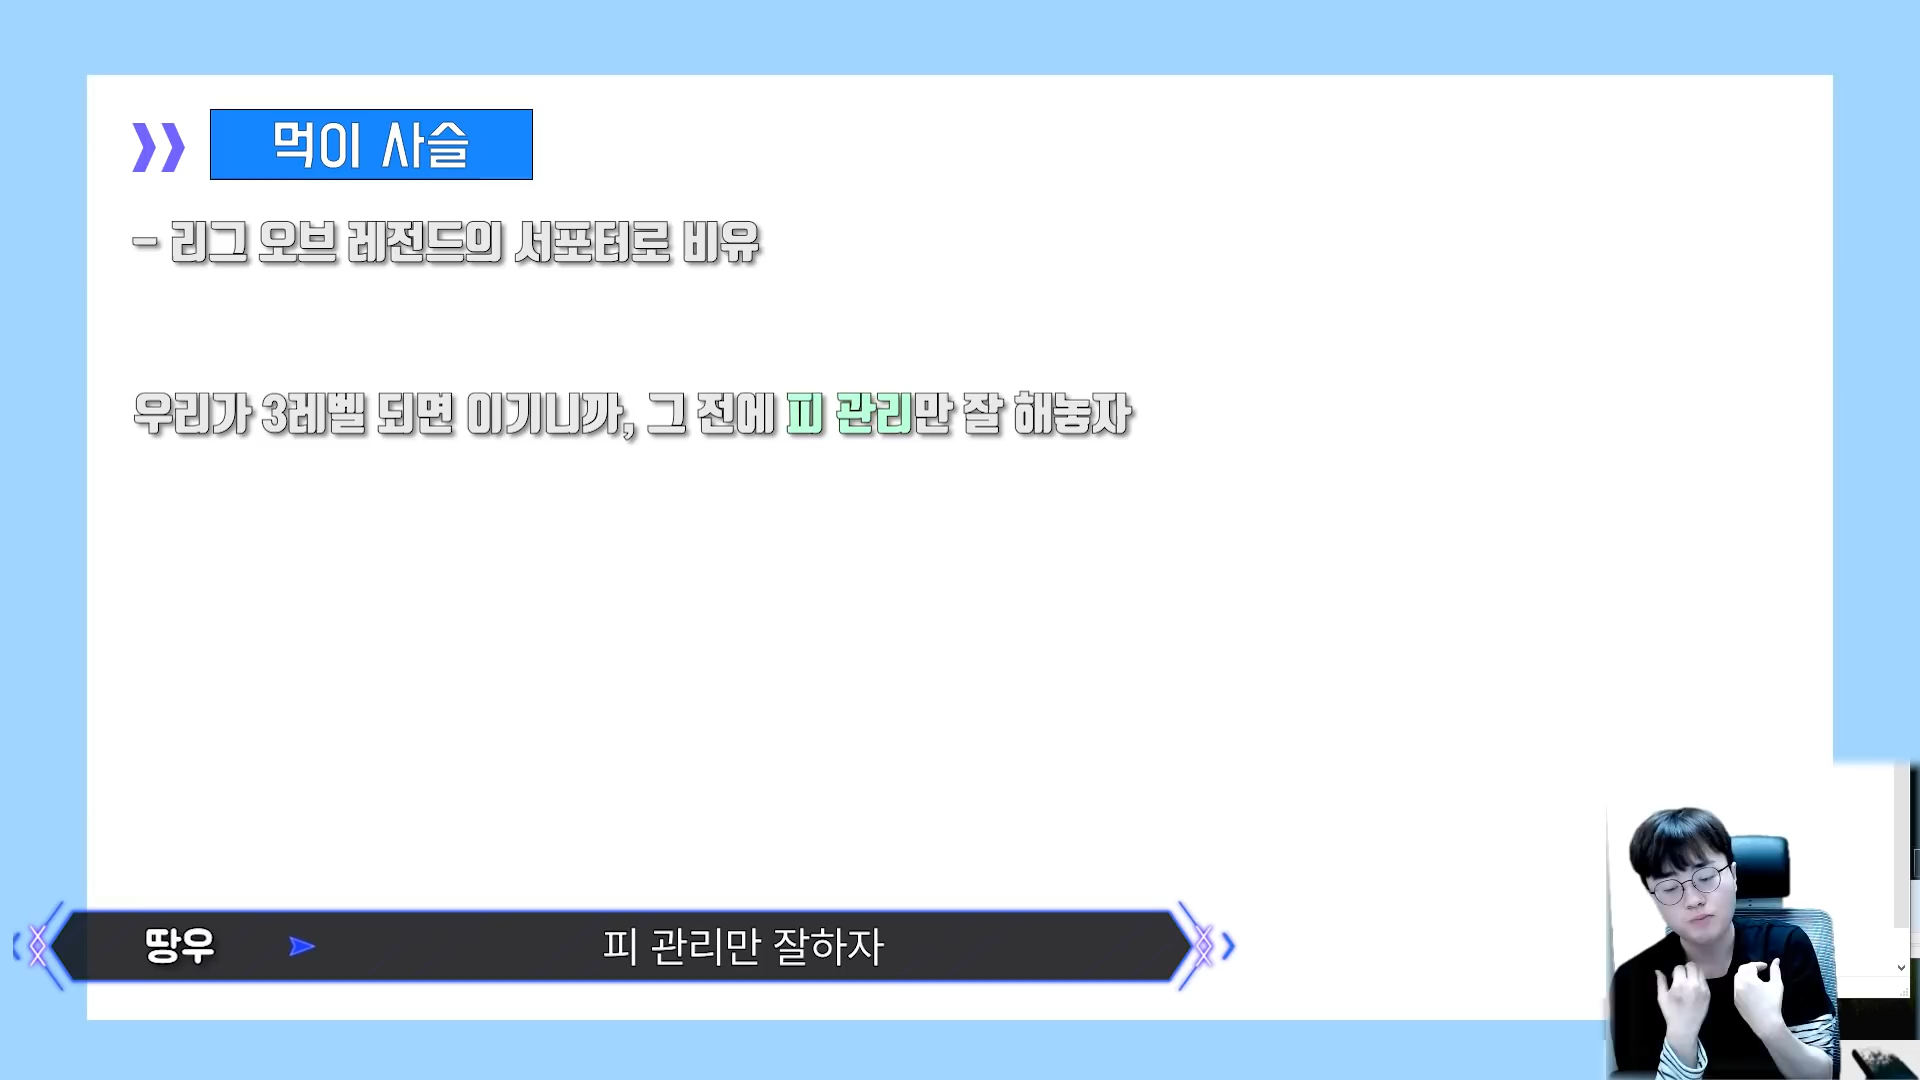 먹이 사슬
- 리그 오브 레전드의 서포터로 비유
우리가 3레벨 되면 이기니까, 그 전에 피 관리만 잘 해놓자
땅우 피 관리만 잘하자